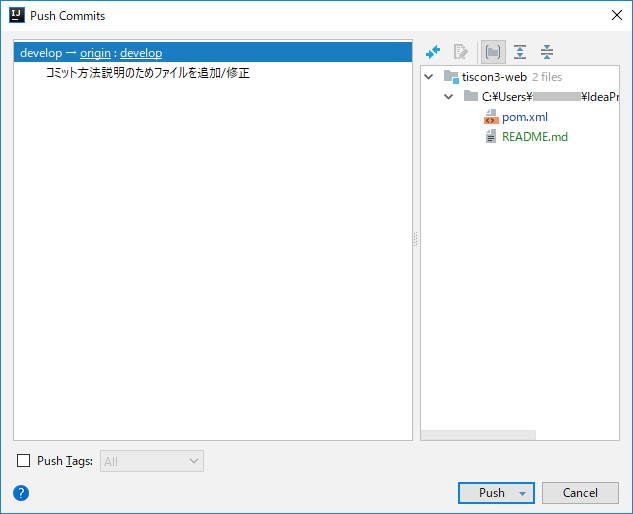 Push Commits
develop → origin : develop
コミット方法説明のためファイルを追加/修正
tiscon3-web 2 files
C:¥Users¥ ¥IdeaPr
pom.xml
README.md
Push Tags: All
? Push Cancel